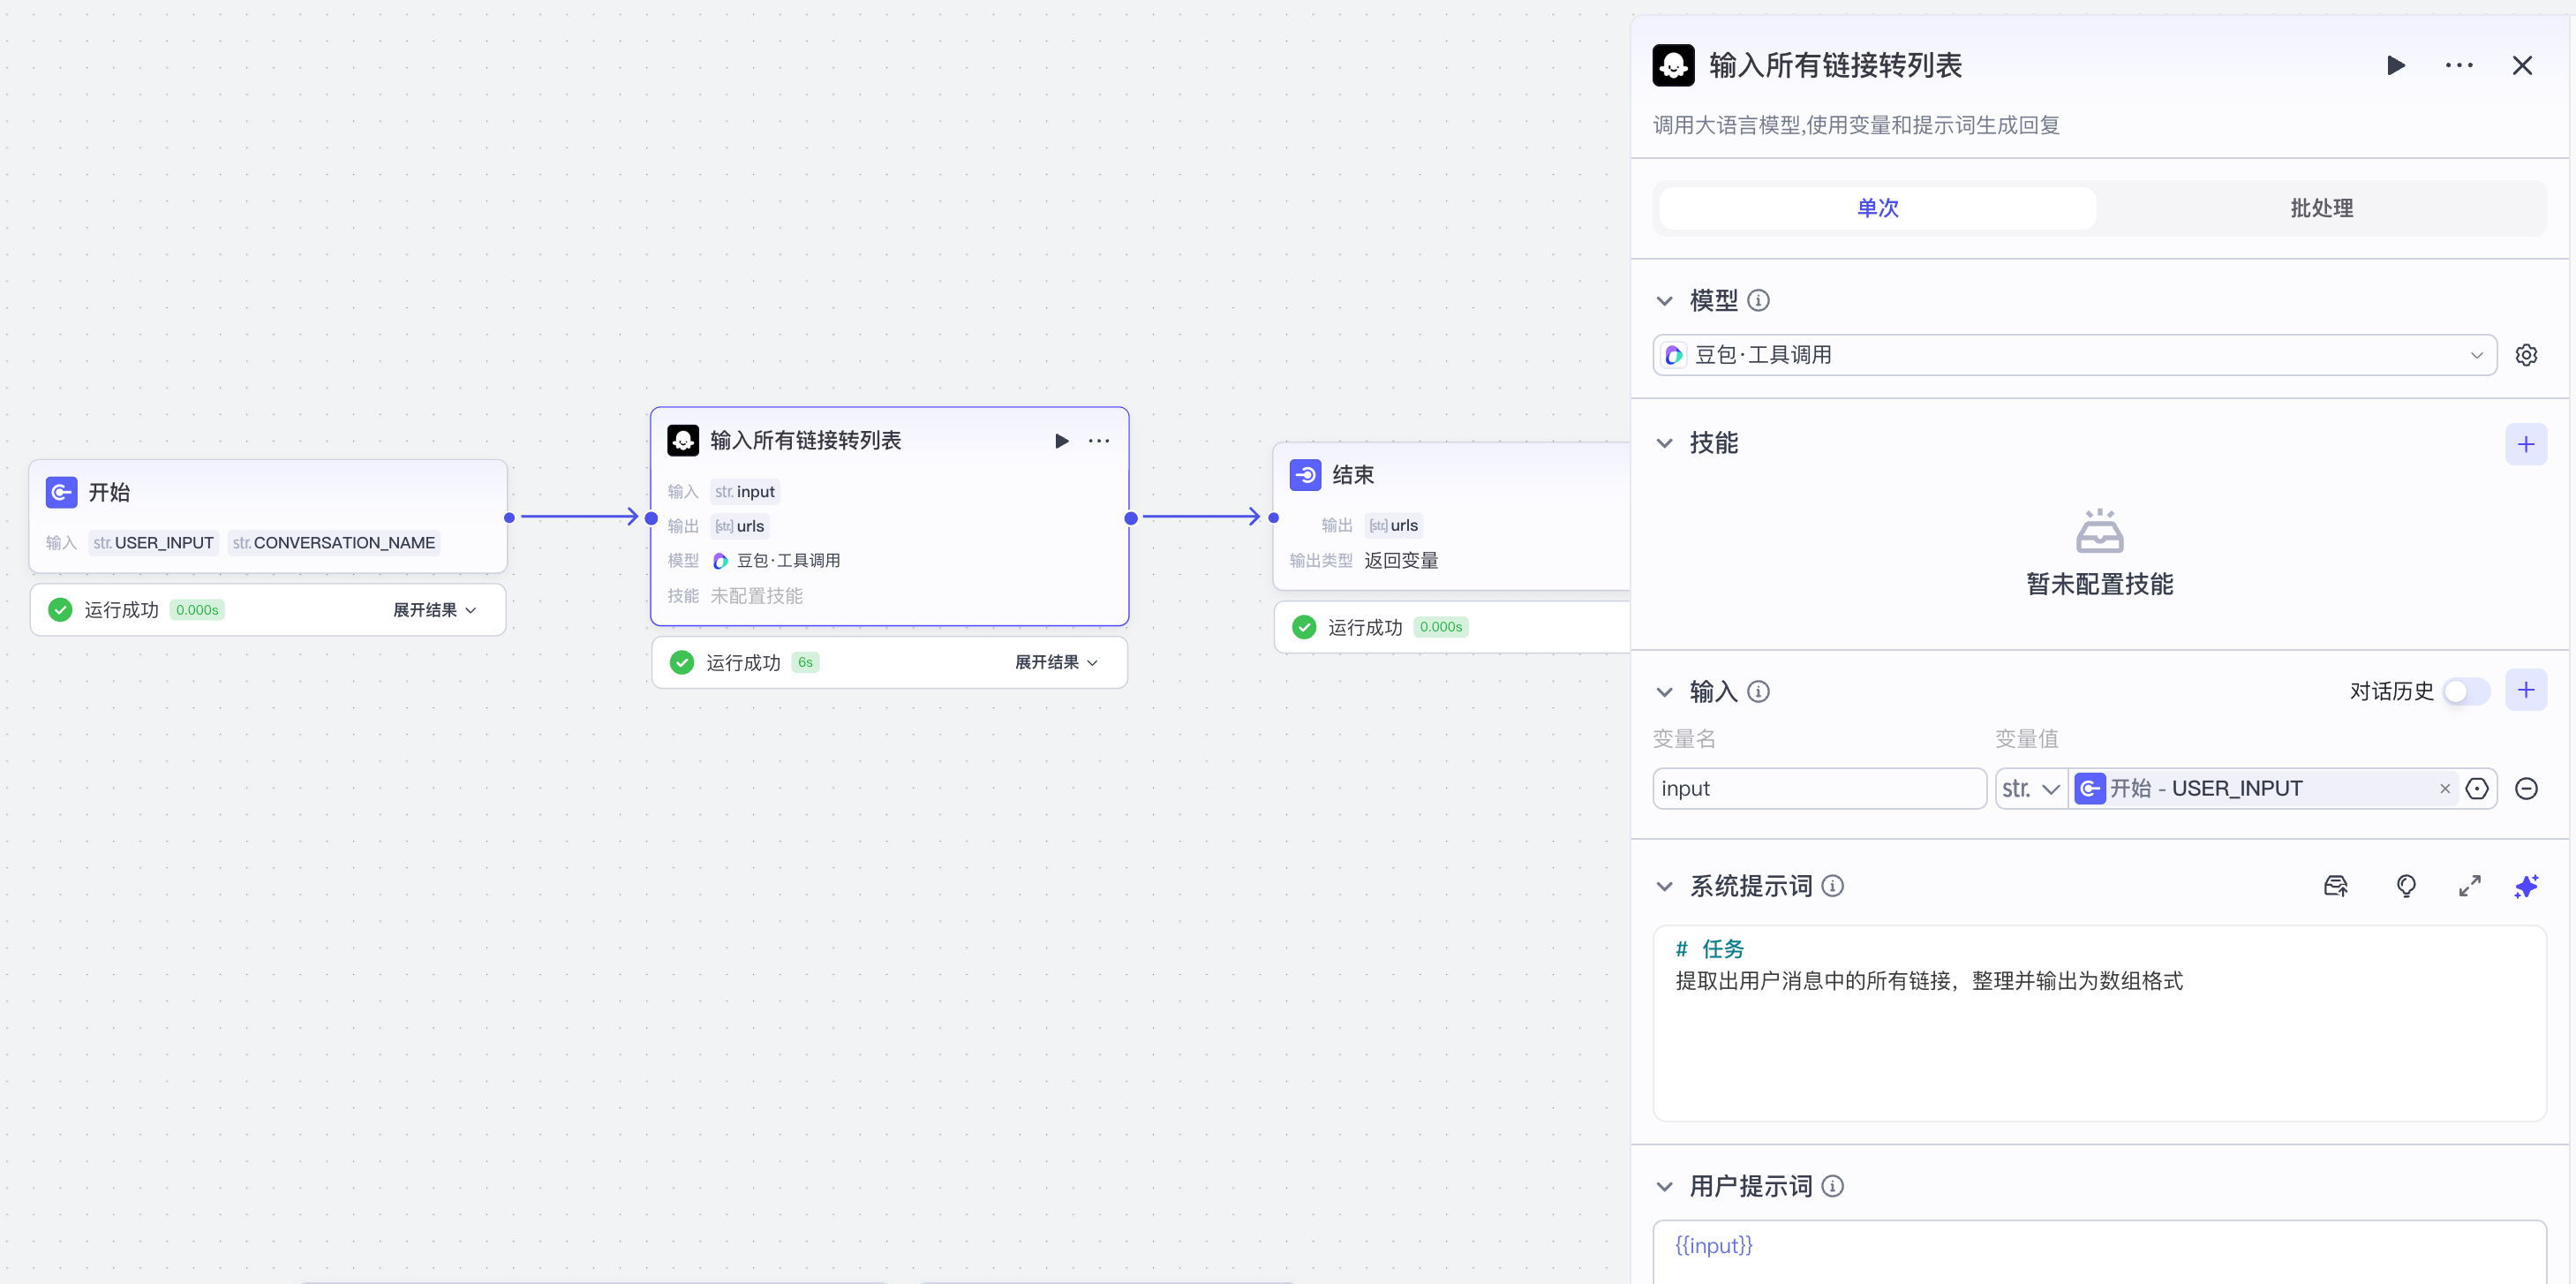 开始
输入 str. USER_INPUT str. CONVERSATION_NAME
运行成功 0.000s 展开结果
输入所有链接转列表
输入 str. input
输出 [str] urls
模型 豆包·工具调用
技能 未配置技能
运行成功 6s 展开结果
结束
输出 [str] urls
输出类型 返回变量
运行成功 0.000s
输入所有链接转列表
调用大语言模型,使用变量和提示词生成回复
单次 批处理
模型
豆包·工具调用
技能
暂未配置技能
输入 对话历史
变量名 变量值
input str. 开始 - USER_INPUT
系统提示词
# 任务
提取出用户消息中的所有链接，整理并输出为数组格式
用户提示词
{{input}}